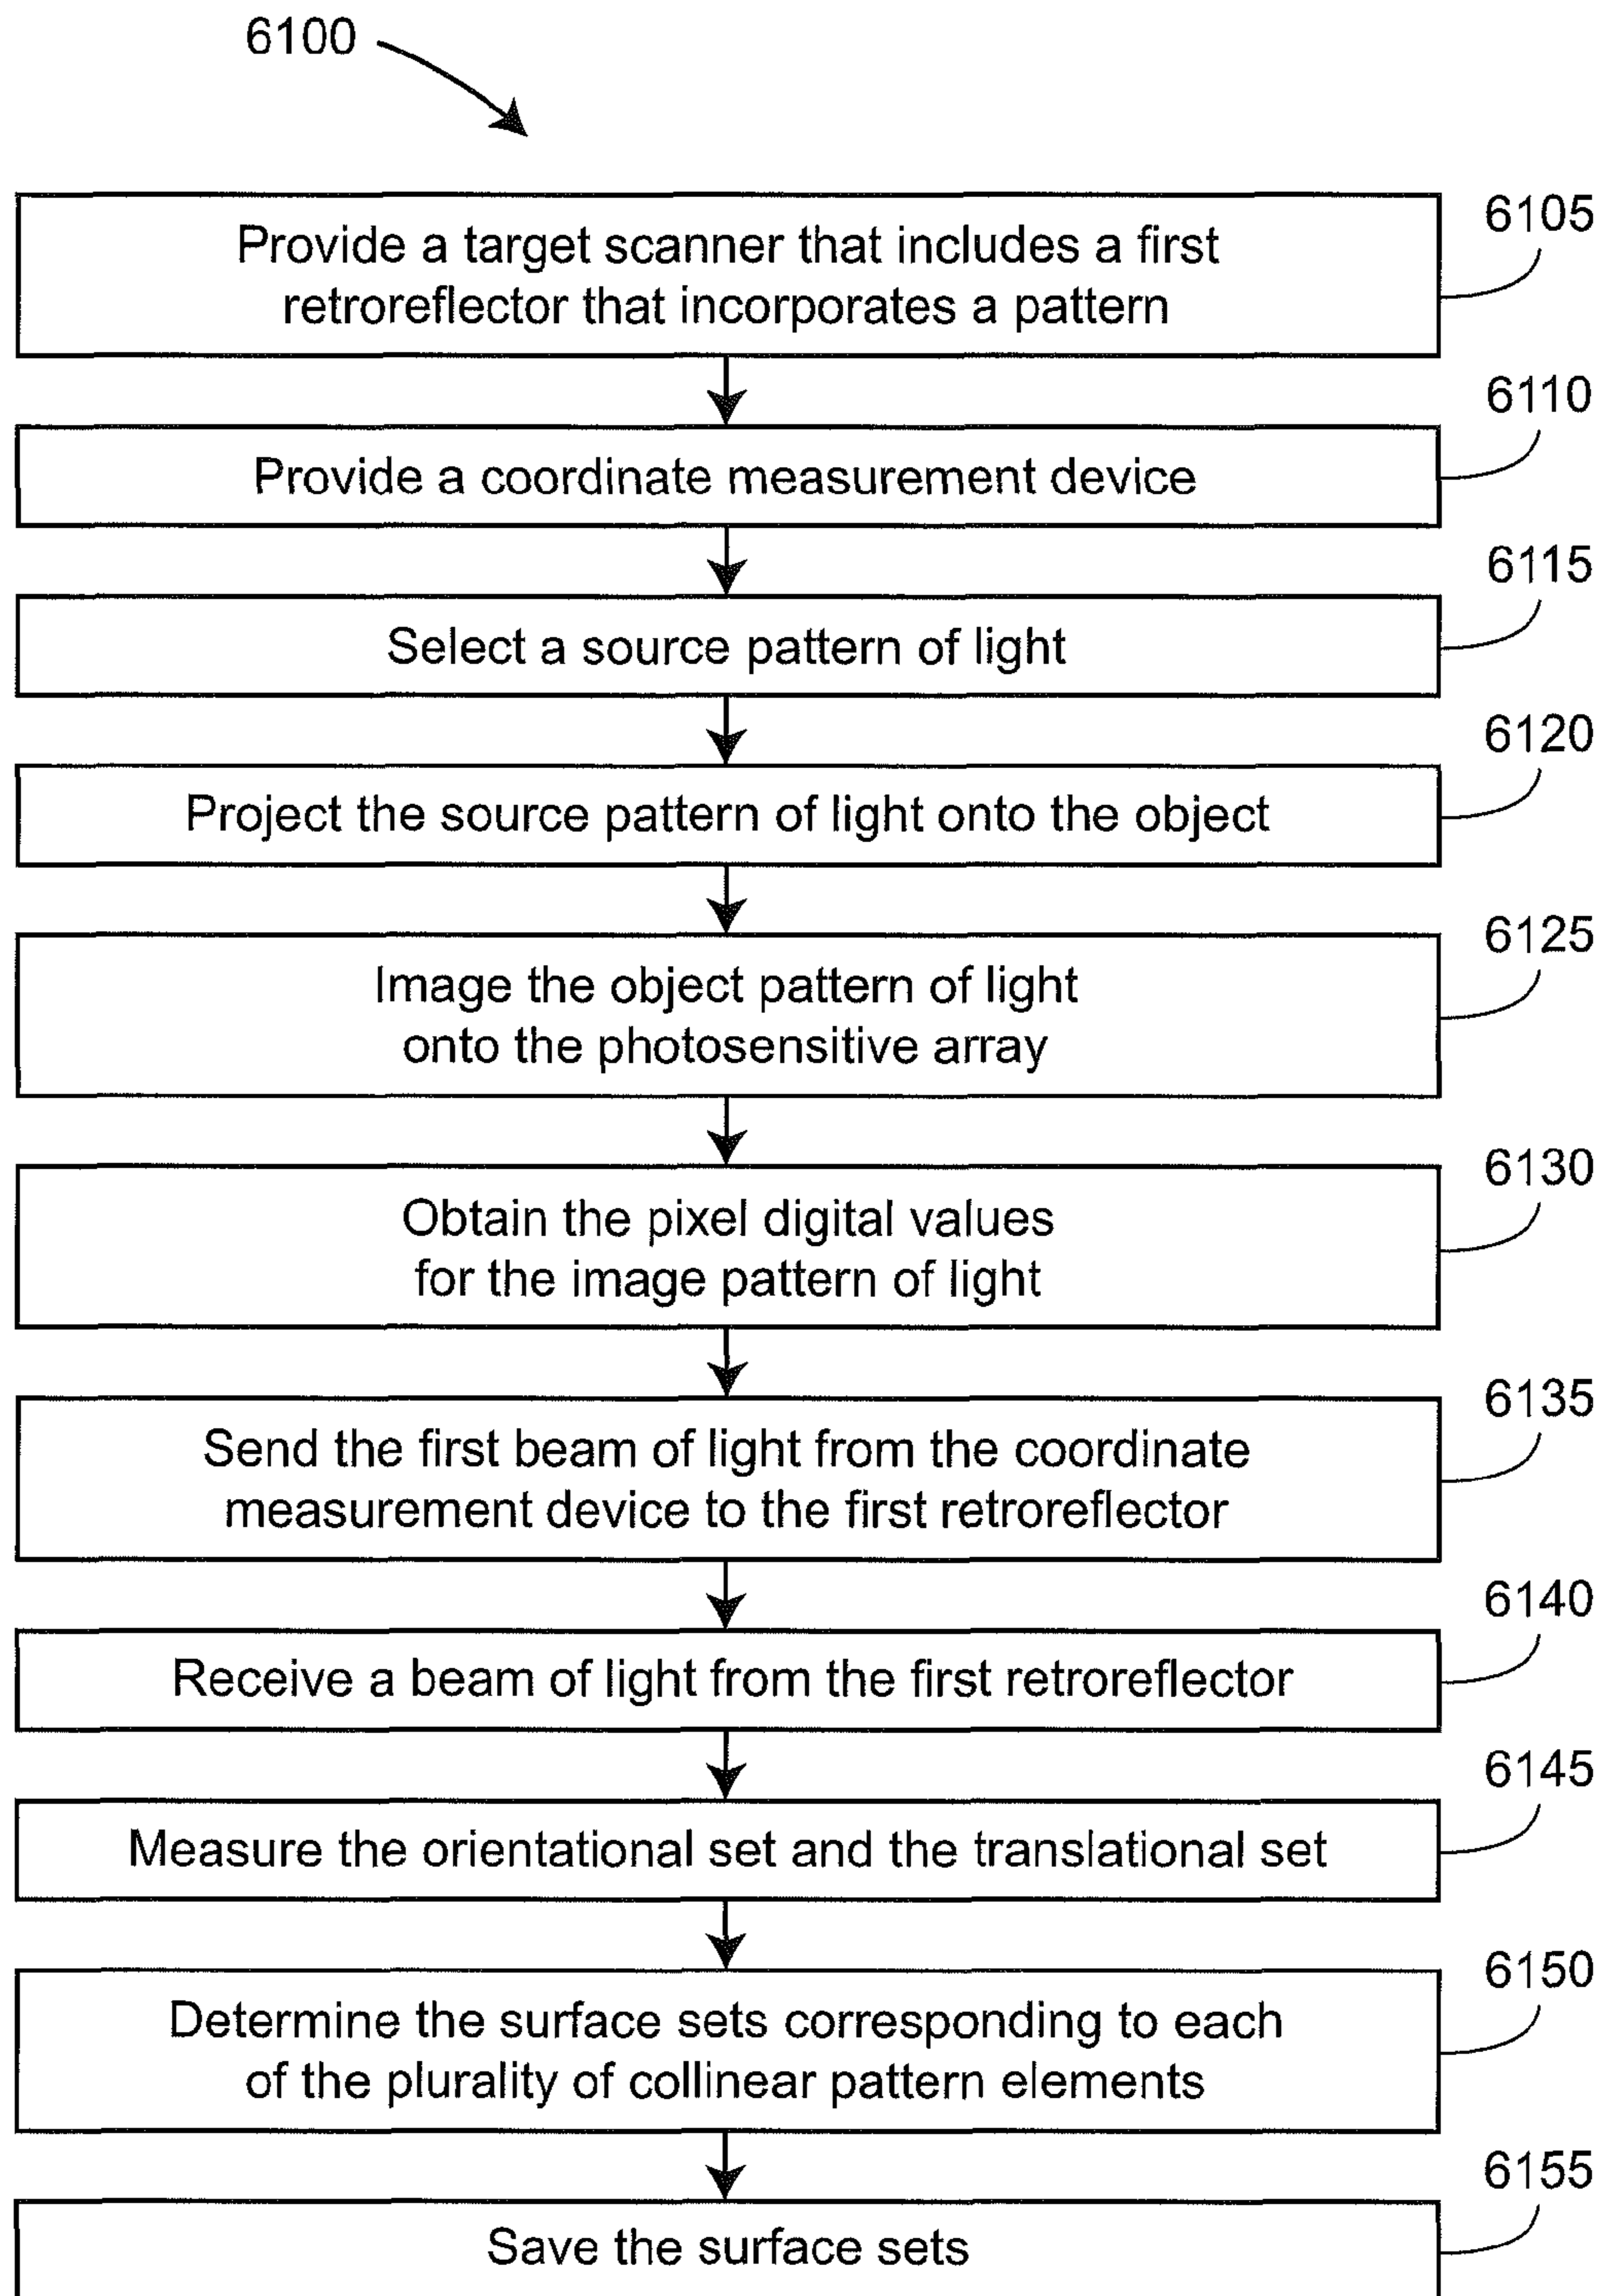 6100
6105
Provide a target scanner that includes a first
retroreflector that incorporates a pattern
6110
Provide a coordinate measurement device
6115
Select a source pattern of light
6120
Project the source pattern of light onto the object
6125
Image the object pattern of light
onto the photosensitive array
6130
Obtain the pixel digital values
for the image pattern of light
6135
Send the first beam of light from the coordinate
measurement device to the first retroreflector
6140
Receive a beam of light from the first retroreflector
6145
Measure the orientational set and the translational set
6150
Determine the surface sets corresponding to each
of the plurality of collinear pattern elements
6155
Save the surface sets